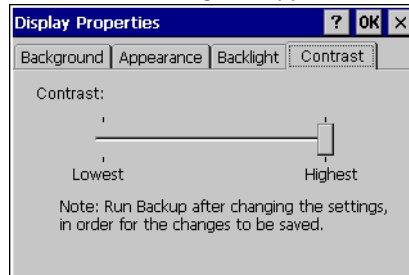 Display Properties ? OK ×
Background Appearance Backlight Contrast
Contrast:
Lowest Highest
Note: Run Backup after changing the settings,
in order for the changes to be saved.